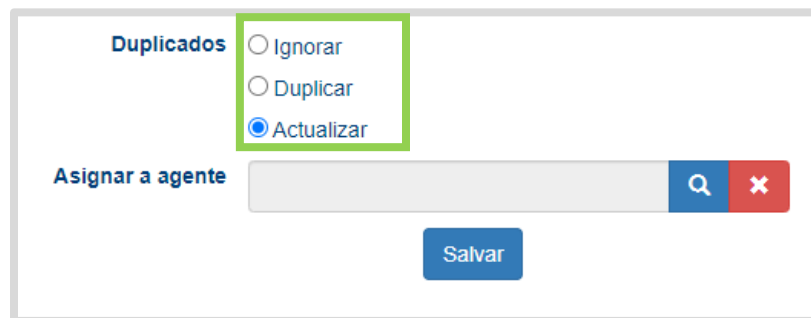 Duplicados Ignorar
Duplicar
Actualizar
Asignar a agente
Salvar